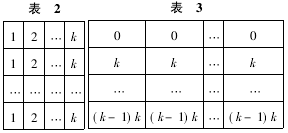 表 2
1 2 … k
1 2 … k
… … … …
1 2 … k
表 3
0 0 … 0
k k … k
… … …
(k－1)k (k－1)k … (k－1)k